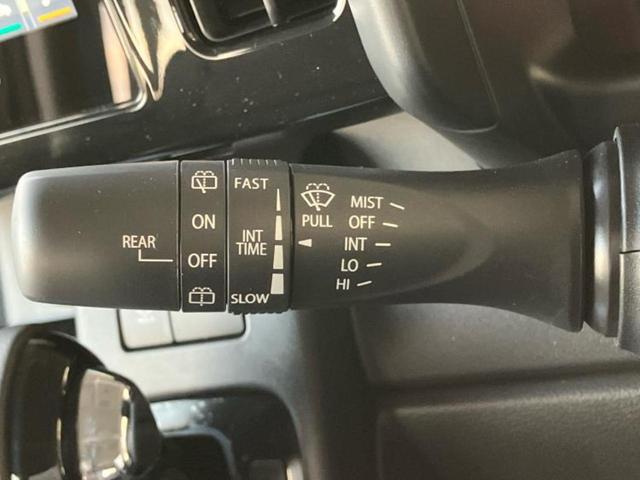 REAR
ON
OFF
FAST
INT
TIME
SLOW
PULL
MIST
OFF
INT
LO
HI